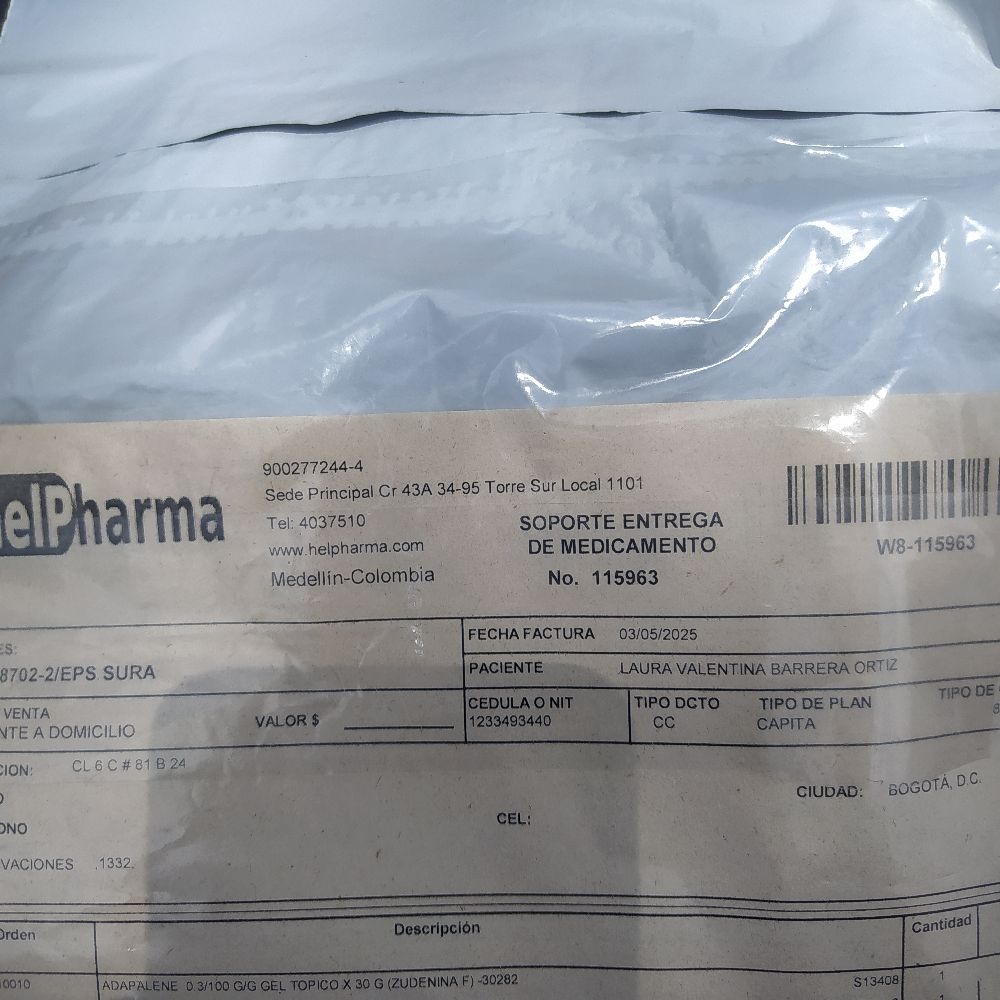 elPharma
900277244-4
Sede Principal Cr 43A 34-95 Torre Sur Local 1101
Tel: 4037510
www.helpharma.com
Medellín-Colombia
SOPORTE ENTREGA
DE MEDICAMENTO
No. 115963
W8-115963
ES:
8702-2/EPS SURA
FECHA FACTURA 03/05/2025
PACIENTE LAURA VALENTINA BARRERA ORTIZ
VENTA
NTE A DOMICILIO
VALOR $
CEDULA O NIT
1233493440
TIPO DCTO
CC
TIPO DE PLAN
CAPITA
TIPO DE
8
CION: CL 6 C # 81 B 24
CIUDAD: BOGOTÁ, D.C.
O
ONO
CEL:
VACIONES .1332.
Orden Descripción Cantidad
0010 ADAPALENE 0.3/100 G/G GEL TOPICO X 30 G (ZUDENINA F) -30282 S13408 1